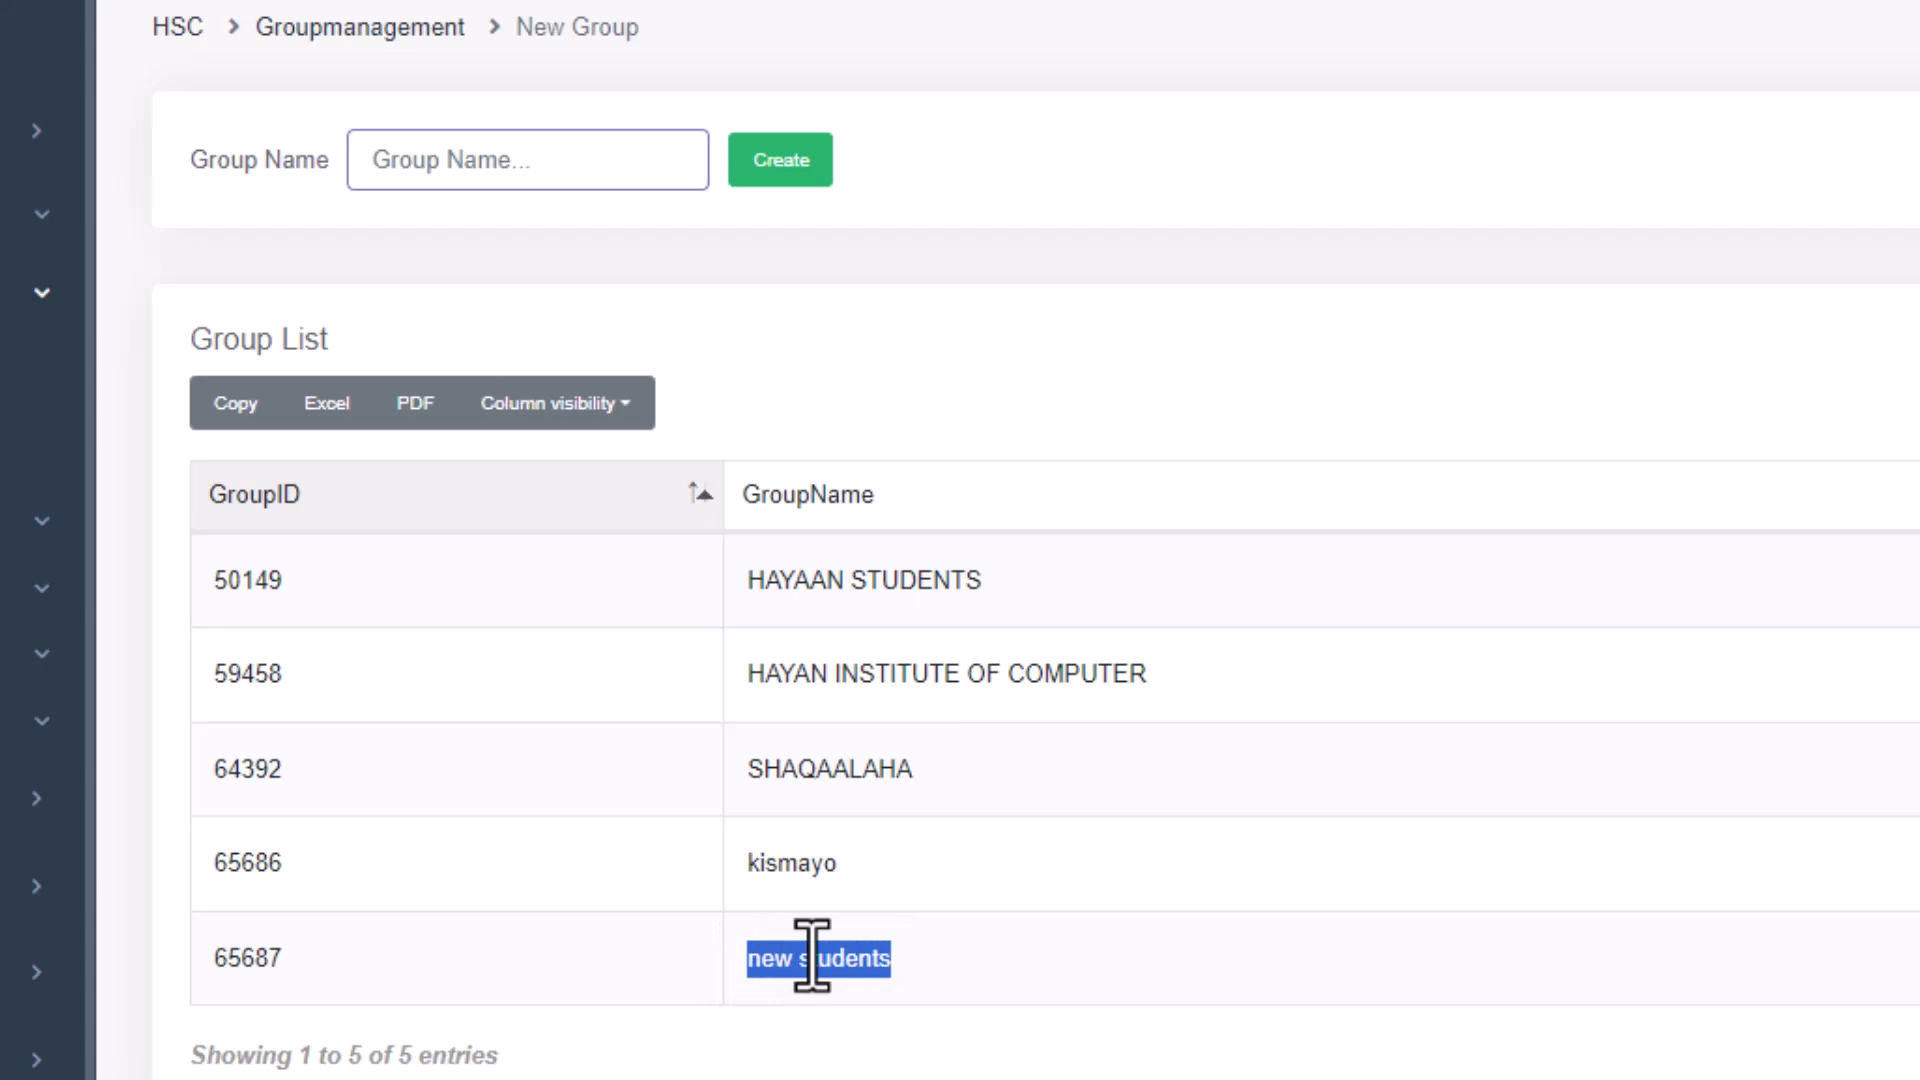 HSC > Groupmanagement > New Group
Group Name Group Name... Create
Group List
Copy Excel PDF Column visibility
GroupID GroupName
50149 HAYAAN STUDENTS
59458 HAYAN INSTITUTE OF COMPUTER
64392 SHAQAALAHA
65686 kismayo
65687 new students
Showing 1 to 5 of 5 entries